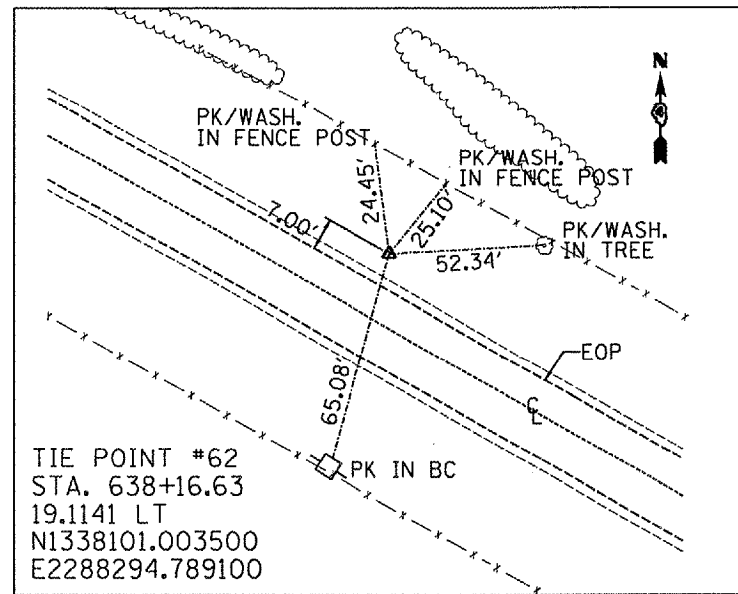 N
PK/WASH.
IN FENCE POST
PK/WASH.
IN FENCE POST
24.45'
25.10'
7.00'
PK/WASH.
IN TREE
52.34'
EOP
65.08'
CL
PK IN BC
TIE POINT #62
STA. 638+16.63
19.1141 LT
N1338101.003500
E2288294.789100